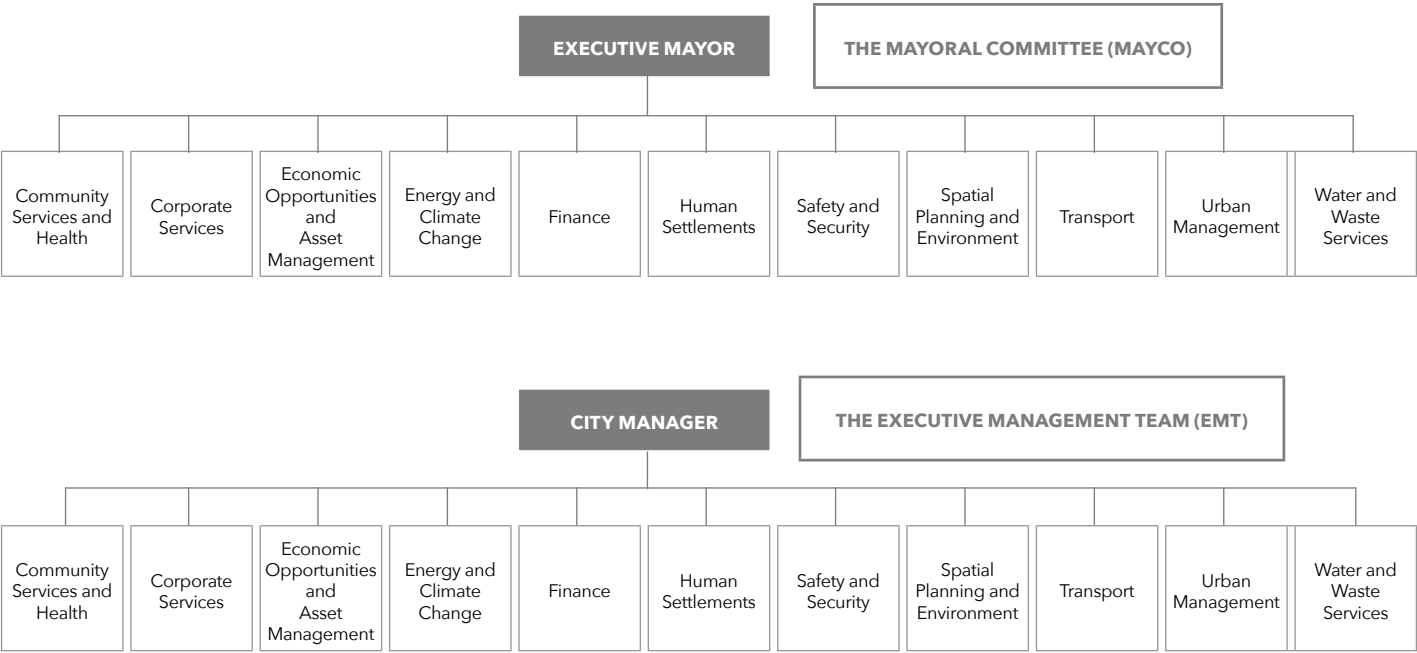 EXECUTIVE MAYOR
THE MAYORAL COMMITTEE (MAYCO)
Community
Services and
Health
Corporate
Services
Economic
Opportunities
and
Asset
Management
Energy and
Climate
Change
Finance
Human
Settlements
Safety and
Security
Spatial
Planning and
Environment
Transport
Urban
Management
Water and
Waste
Services
CITY MANAGER
THE EXECUTIVE MANAGEMENT TEAM (EMT)
Community
Services and
Health
Corporate
Services
Economic
Opportunities
and
Asset
Management
Energy and
Climate
Change
Finance
Human
Settlements
Safety and
Security
Spatial
Planning and
Environment
Transport
Urban
Management
Water and
Waste
Services